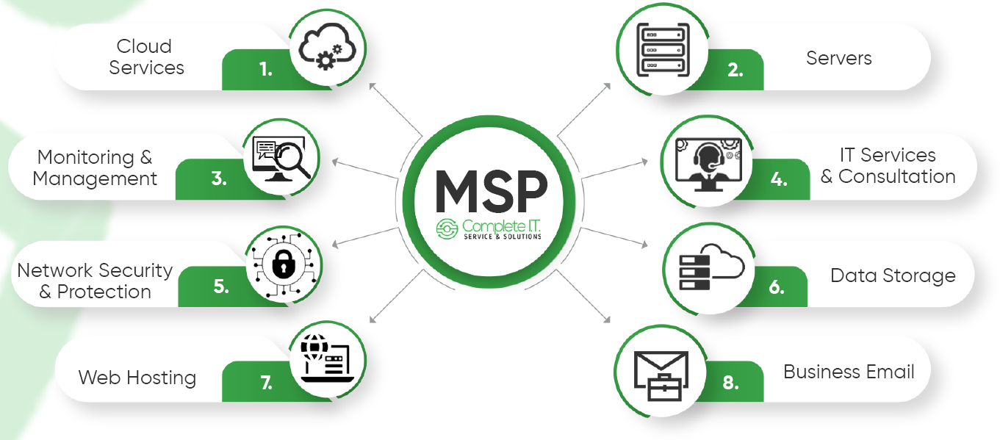 Cloud
Services
1.
2.
Servers
Monitoring &
Management
3.
4.
IT Services
& Consultation
MSP
Complete I.T.
SERVICE & SOLUTIONS
Network Security
& Protection
5.
6.
Data Storage
Web Hosting
7.
8.
Business Email